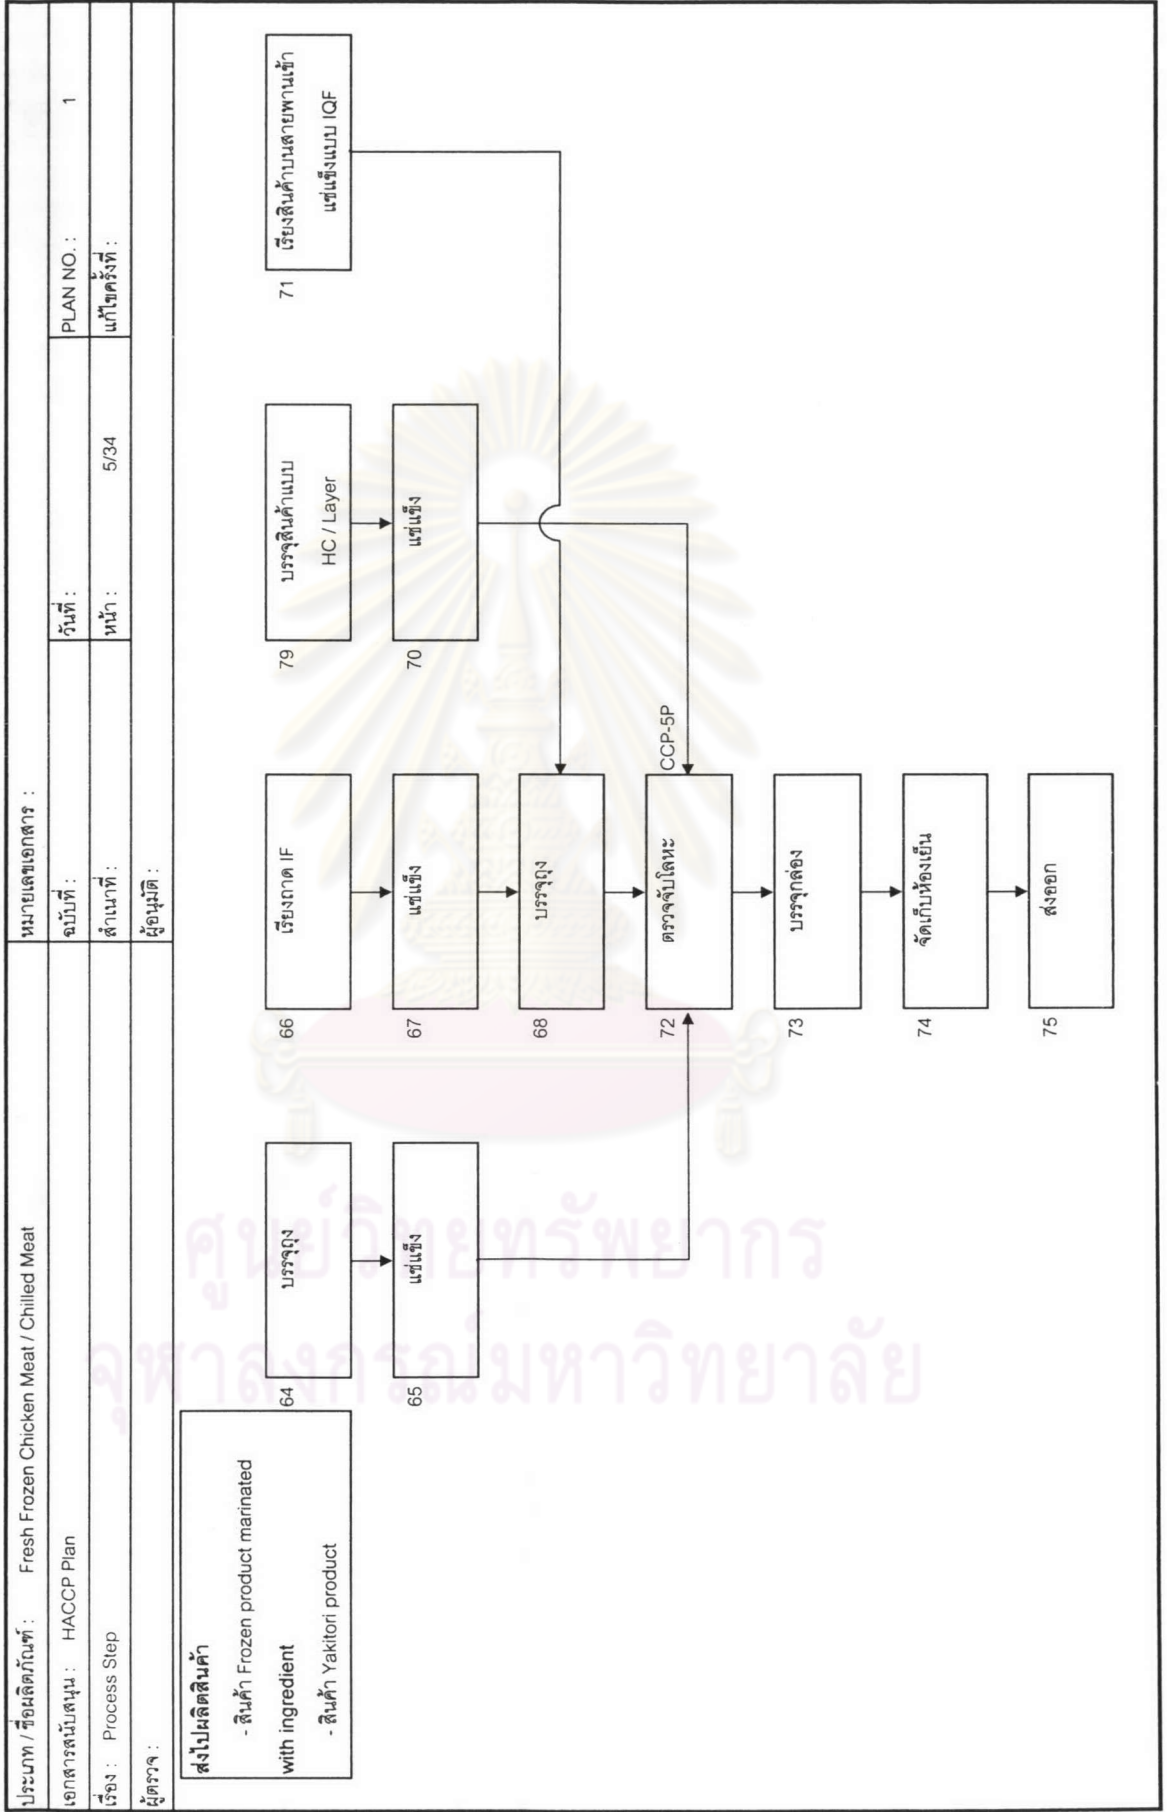 ประเภท / ชื่อผลิตภัณฑ์ : Fresh Frozen Chicken Meat / Chilled Meat
หมายเลขเอกสาร :
เอกสารสนับสนุน : HACCP Plan
ฉบับที่ :
วันที่ :
PLAN NO. : 1
เรื่อง : Process Step
สำเนาที่ :
หน้า : 5/34
แก้ไขครั้งที่ :
ผู้ตรวจ :
ผู้อนุมัติ :
ส่งไปผลิตสินค้า
- สินค้า Frozen product marinated
with ingredient
- สินค้า Yakitori product
64
บรรจุถุง
65
แช่แข็ง
66
เรียงถาด IF
67
แช่แข็ง
68
บรรจุถุง
79
บรรจุสินค้าแบบ
HC / Layer
70
แช่แข็ง
71
เรียงสินค้าบนสายพานเข้า
แช่แข็งแบบ IQF
72
ตรวจจับโลหะ
CCP-5P
73
บรรจุกล่อง
74
จัดเก็บห้องเย็น
75
ส่งออก
ศูนย์วิทยทรัพยากร
จุฬาลงกรณ์มหาวิทยาลัย